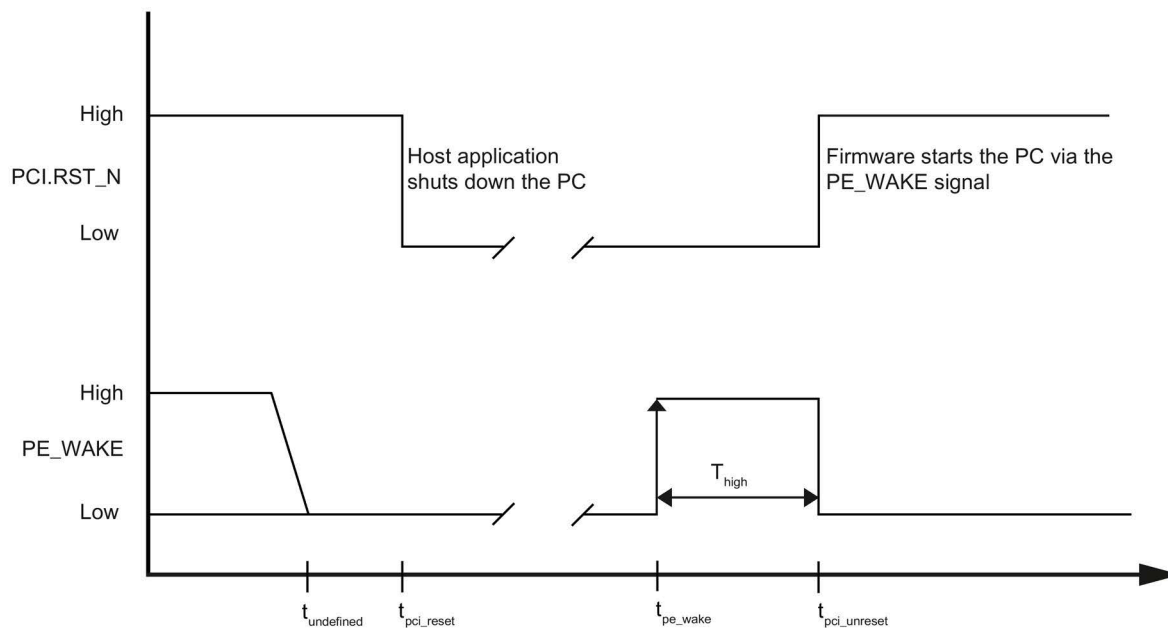 High
PCI.RST_N
Low
Host application
shuts down the PC
Firmware starts the PC via the
PE_WAKE signal
High
PE_WAKE
Low
Thigh
tundefined
tpci_reset
tpe_wake
tpci_unreset